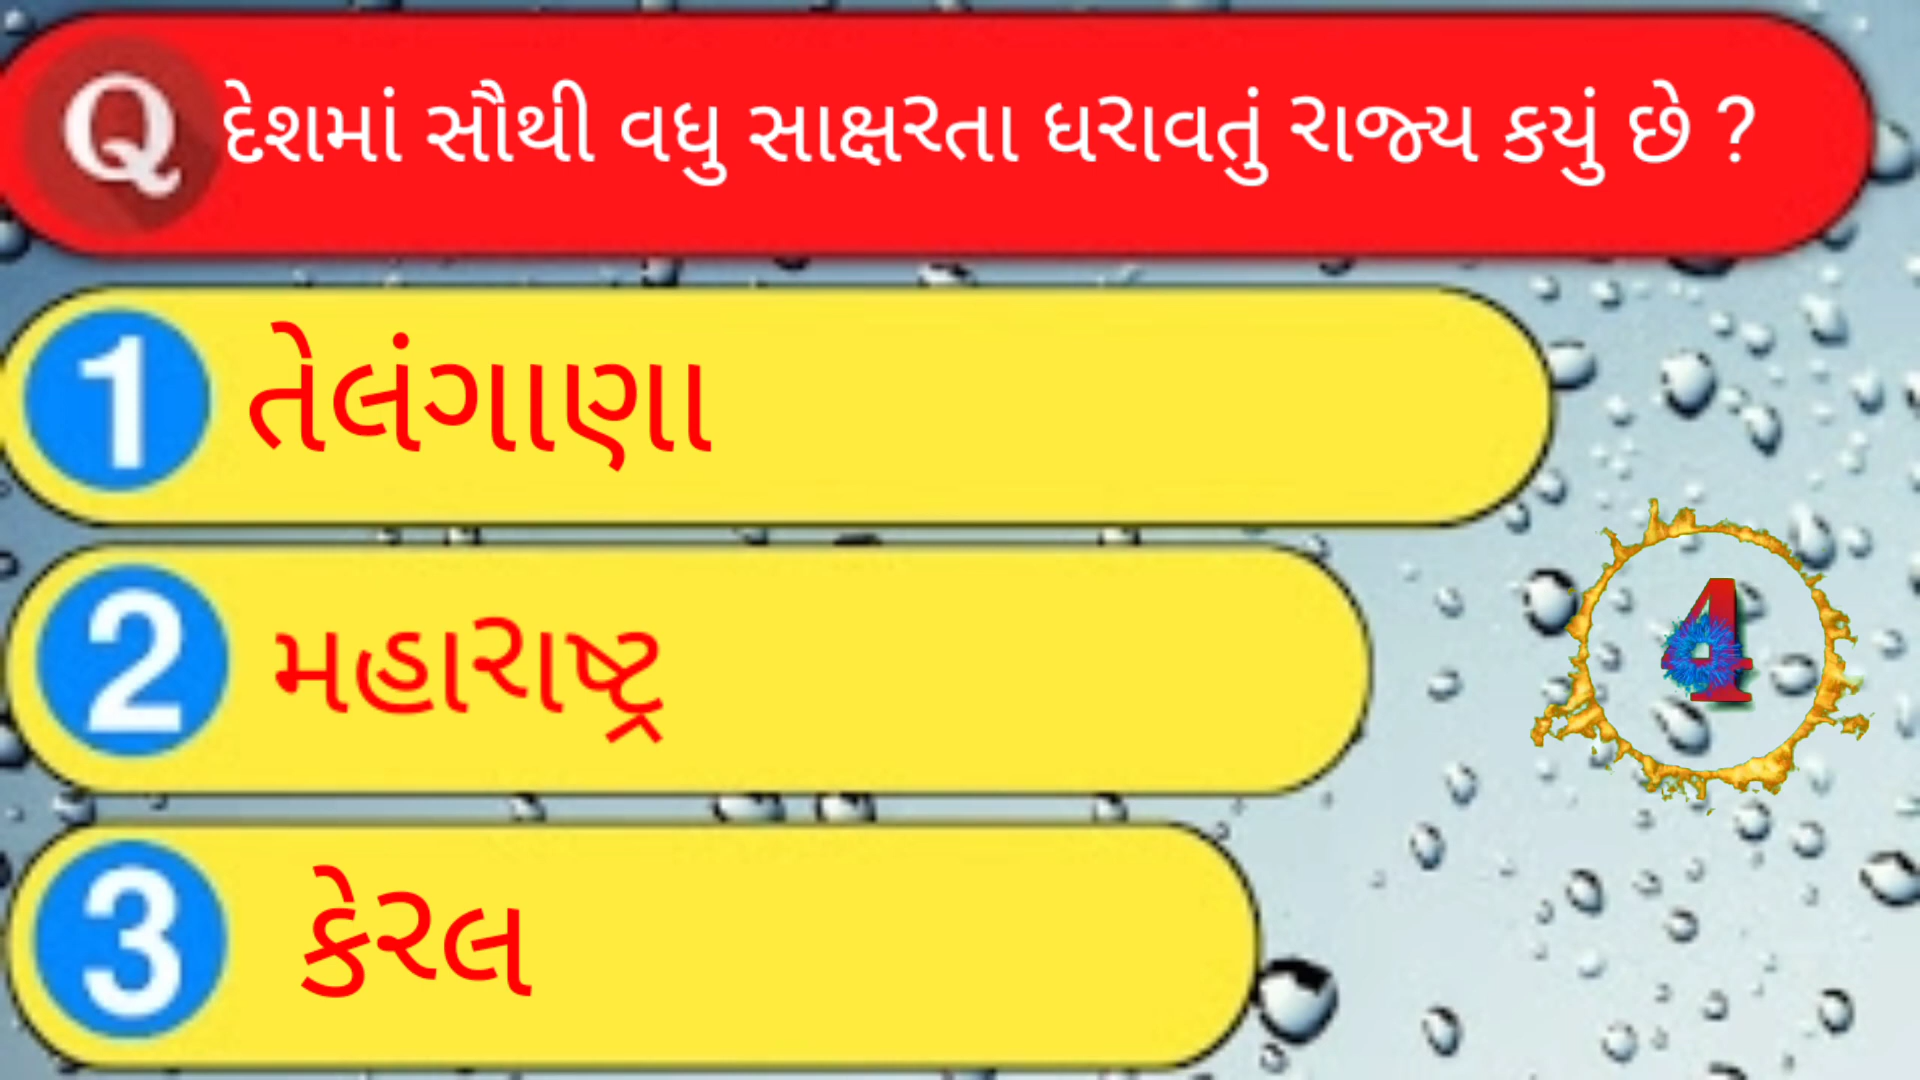 Q દેશમાં સૌથી વધુ સાક્ષરતા ધરાવતું રાજ્ય કયું છે ?
1 તેલંગાણા
2 મહારાષ્ટ્ર
4
3 કેરલ